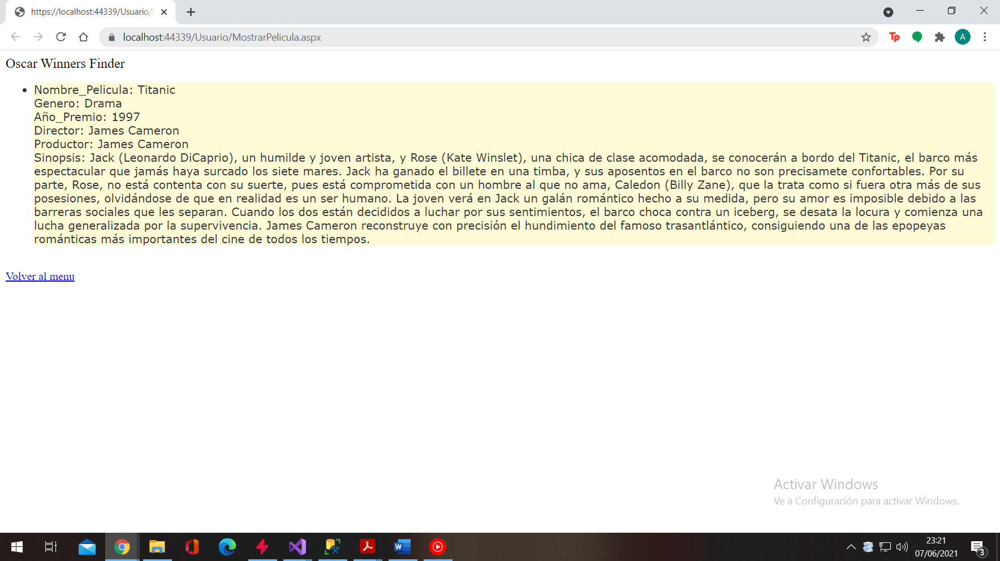 https://localhost:44339/Usuario/
localhost:44339/Usuario/MostrarPelicula.aspx
Tp
A
Oscar Winners Finder
Nombre_Pelicula: Titanic
Genero: Drama
Año_Premio: 1997
Director: James Cameron
Productor: James Cameron
Sinopsis: Jack (Leonardo DiCaprio), un humilde y joven artista, y Rose (Kate Winslet), una chica de clase acomodada, se conocerán a bordo del Titanic, el barco más
espectacular que jamás haya surcado los siete mares. Jack ha ganado el billete en una timba, y sus aposentos en el barco no son precisamete confortables. Por su
parte, Rose, no está contenta con su suerte, pues está comprometida con un hombre al que no ama, Caledon (Billy Zane), que la trata como si fuera otra más de sus
posesiones, olvidándose de que en realidad es un ser humano. La joven verá en Jack un galán romántico hecho a su medida, pero su amor es imposible debido a las
barreras sociales que les separan. Cuando los dos están decididos a luchar por sus sentimientos, el barco choca contra un iceberg, se desata la locura y comienza una
lucha generalizada por la supervivencia. James Cameron reconstruye con precisión el hundimiento del famoso trasantlántico, consiguiendo una de las epopeyas
románticas más importantes del cine de todos los tiempos.
Volver al menu
Activar Windows
Ve a Configuración para activar Windows.
W
23:21
07/06/2021
3